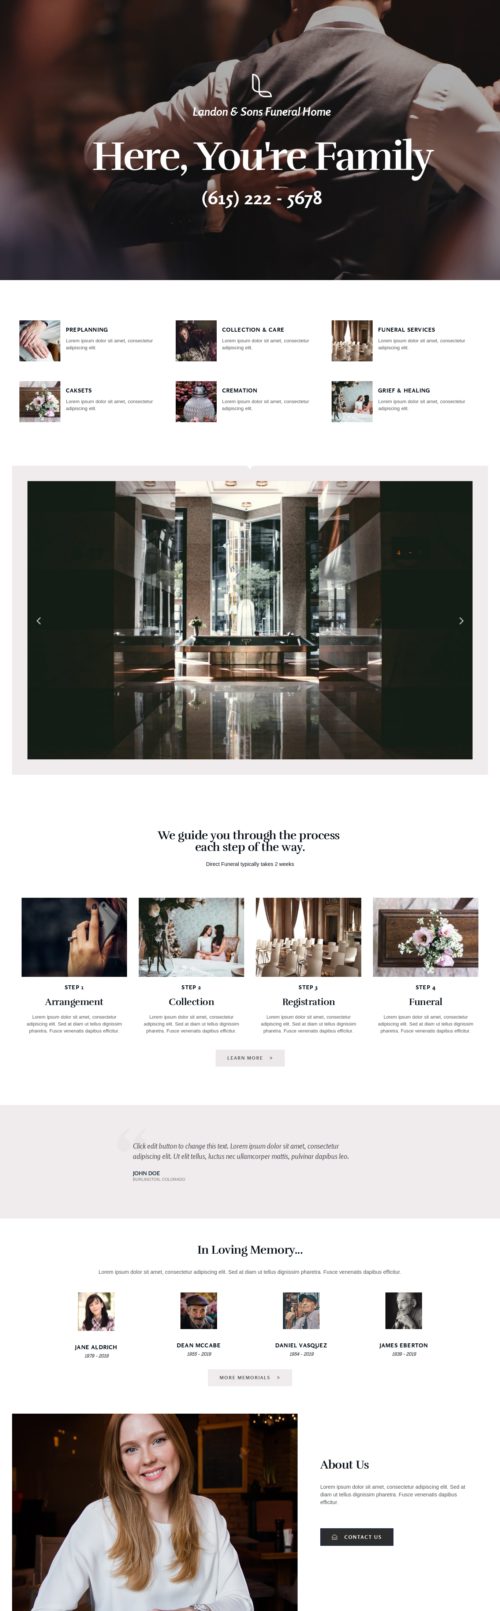 Landon & Sons Funeral Home
Here, You're Family
(615) 222 - 5678
PREPLANNING
Lorem ipsum dolor sit amet, consectetur
adipiscing elit.
COLLECTION & CARE
Lorem ipsum dolor sit amet, consectetur
adipiscing elit.
FUNERAL SERVICES
Lorem ipsum dolor sit amet, consectetur
adipiscing elit.
CAKSETS
Lorem ipsum dolor sit amet, consectetur
adipiscing elit.
CREMATION
Lorem ipsum dolor sit amet, consectetur
adipiscing elit.
GRIEF & HEALING
Lorem ipsum dolor sit amet, consectetur
adipiscing elit.
We guide you through the process
each step of the way.
Direct Funeral typically takes 2 weeks
STEP 1
Arrangement
Lorem ipsum dolor sit amet, consectetur
adipiscing elit. Sed at diam ut tellus dignissim
pharetra. Fusce venenatis dapibus efficitur.
STEP 2
Collection
Lorem ipsum dolor sit amet, consectetur
adipiscing elit. Sed at diam ut tellus dignissim
pharetra. Fusce venenatis dapibus efficitur.
STEP 3
Registration
Lorem ipsum dolor sit amet, consectetur
adipiscing elit. Sed at diam ut tellus dignissim
pharetra. Fusce venenatis dapibus efficitur.
STEP 4
Funeral
Lorem ipsum dolor sit amet, consectetur
adipiscing elit. Sed at diam ut tellus dignissim
pharetra. Fusce venenatis dapibus efficitur.
LEARN MORE >
Click edit button to change this text. Lorem ipsum dolor sit amet, consectetur
adipiscing elit. Ut elit tellus, luctus nec ullamcorper mattis, pulvinar dapibus leo.
JOHN DOE
BURLINGTON, COLORADO
In Loving Memory...
Lorem ipsum dolor sit amet, consectetur adipiscing elit. Sed at diam ut tellus dignissim pharetra. Fusce venenatis dapibus efficitur.
JANE ALDRICH
1979 - 2019
DEAN MCCABE
1955 - 2019
DANIEL VASQUEZ
1954 - 2019
JAMES EBERTON
1939 - 2019
MORE MEMORIALS >
About Us
Lorem ipsum dolor sit amet, consectetur adipiscing elit. Sed at
diam ut tellus dignissim pharetra. Fusce venenatis dapibus
efficitur.
CONTACT US